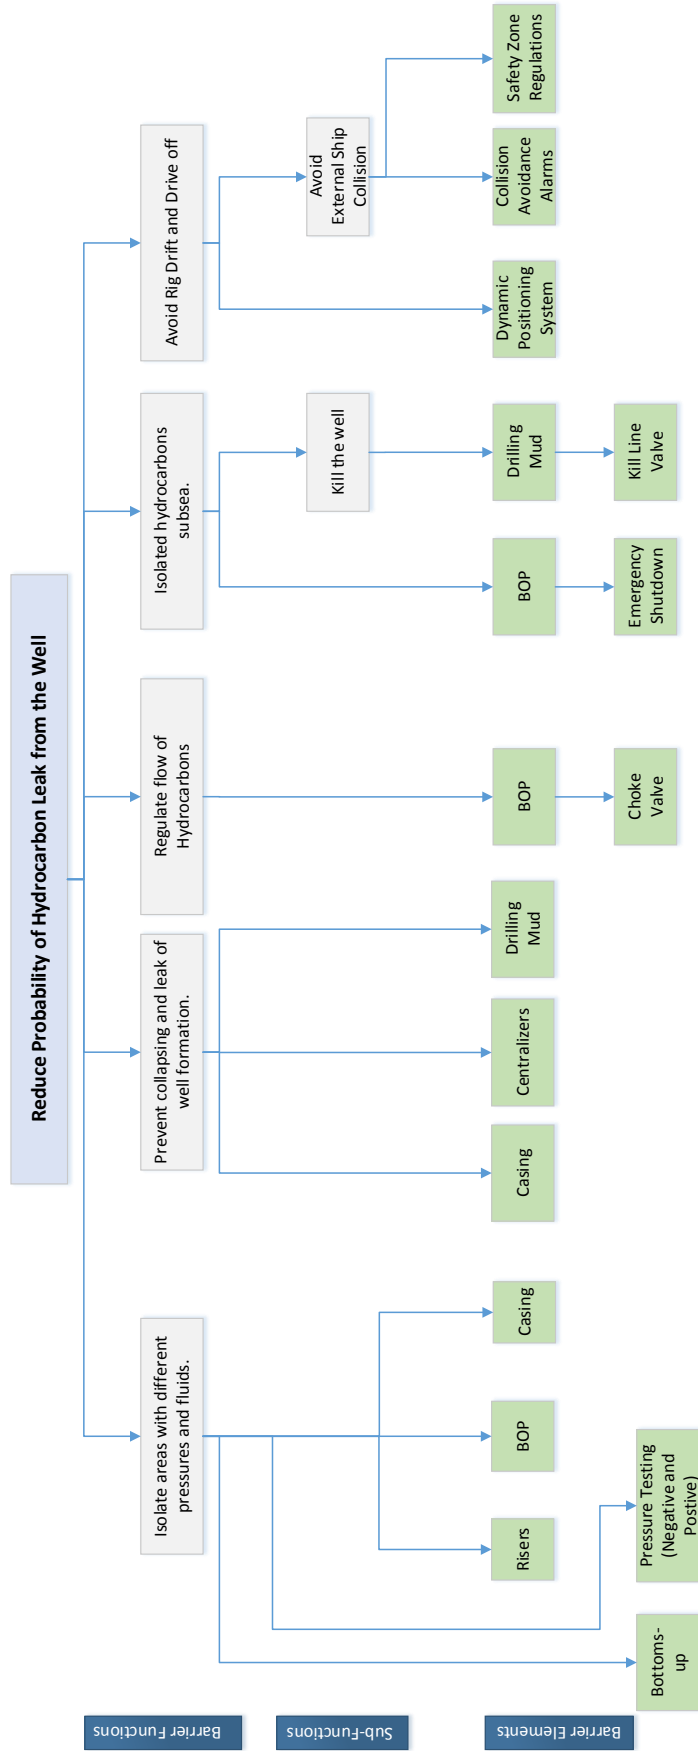 Reduce Probability of Hydrocarbon Leak from the Well
Barrier Functions
Isolate areas with different
pressures and fluids.
Prevent collapsing and leak of
well formation.
Regulate flow of
Hydrocarbons
Isolated hydrocarbons
subsea.
Avoid Rig Drift and Drive off
Sub-Functions
Kill the well
Avoid
External Ship
Collision
Barrier Elements
Risers
BOP
Casing
Casing
Centralizers
Drilling
Mud
BOP
BOP
Drilling
Mud
Dynamic
Positioning
System
Collision
Avoidance
Alarms
Safety Zone
Regulations
Bottoms-
up
Pressure Testing
(Negative and
Postive)
Choke
Valve
Emergency
Shutdown
Kill Line
Valve